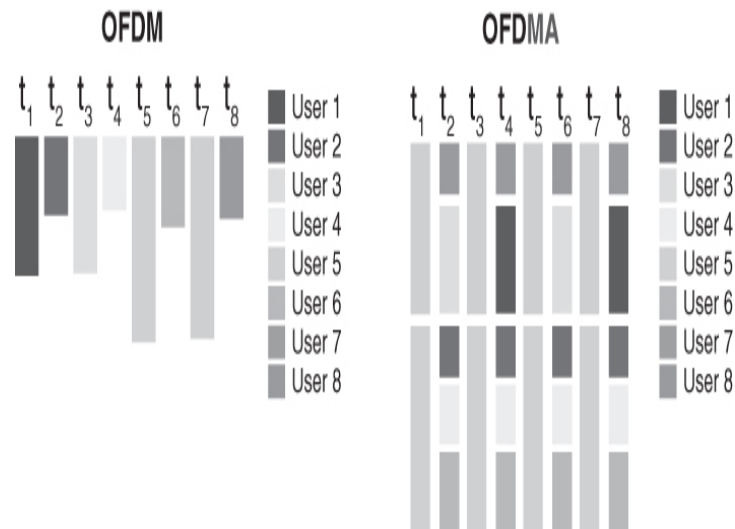 OFDM
t1 t2 t3 t4 t5 t6 t7 t8
User 1
User 2
User 3
User 4
User 5
User 6
User 7
User 8
OFDMA
t1 t2 t3 t4 t5 t6 t7 t8
User 1
User 2
User 3
User 4
User 5
User 6
User 7
User 8